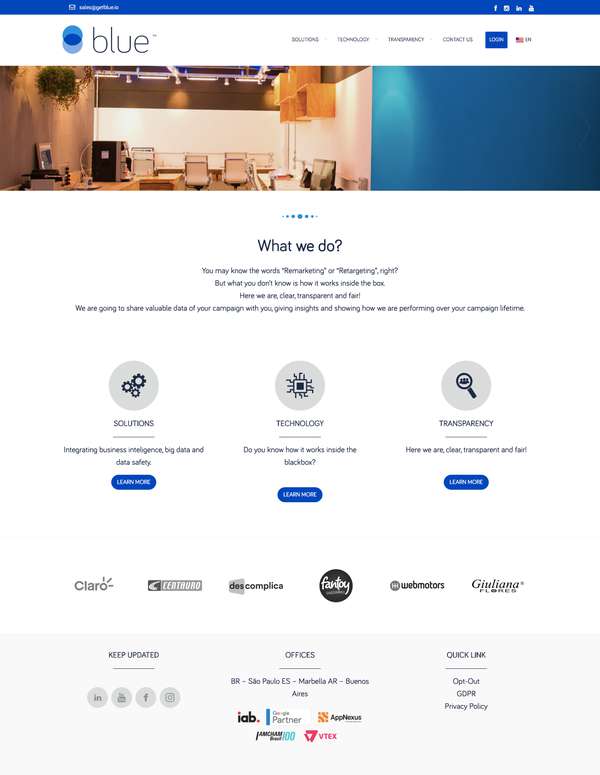 sales@getblue.io
blue™
SOLUTIONS
TECHNOLOGY
TRANSPARENCY
CONTACT US
LOGIN
EN
What we do?
You may know the words "Remarketing" or "Retargeting", right?
But what you don't know is how it works inside the box.
Here we are, clear, transparent and fair!
We are going to share valuable data of your campaign with you, giving insights and showing how we are performing over your campaign lifetime.
SOLUTIONS
Integrating business inteligence, big data and
data safety.
LEARN MORE
TECHNOLOGY
Do you know how it works inside the
blackbox?
LEARN MORE
TRANSPARENCY
Here we are, clear, transparent and fair!
LEARN MORE
Claro
CENTAURO
descomplica
fantoy
webmotors
Giuliana
FLORES
KEEP UPDATED
OFFICES
BR – São Paulo ES – Marbella AR – Buenos
Aires
iab.
Google
Partner
AppNexus
AMCHAM
Brasil 100
VTEX
QUICK LINK
Opt-Out
GDPR
Privacy Policy